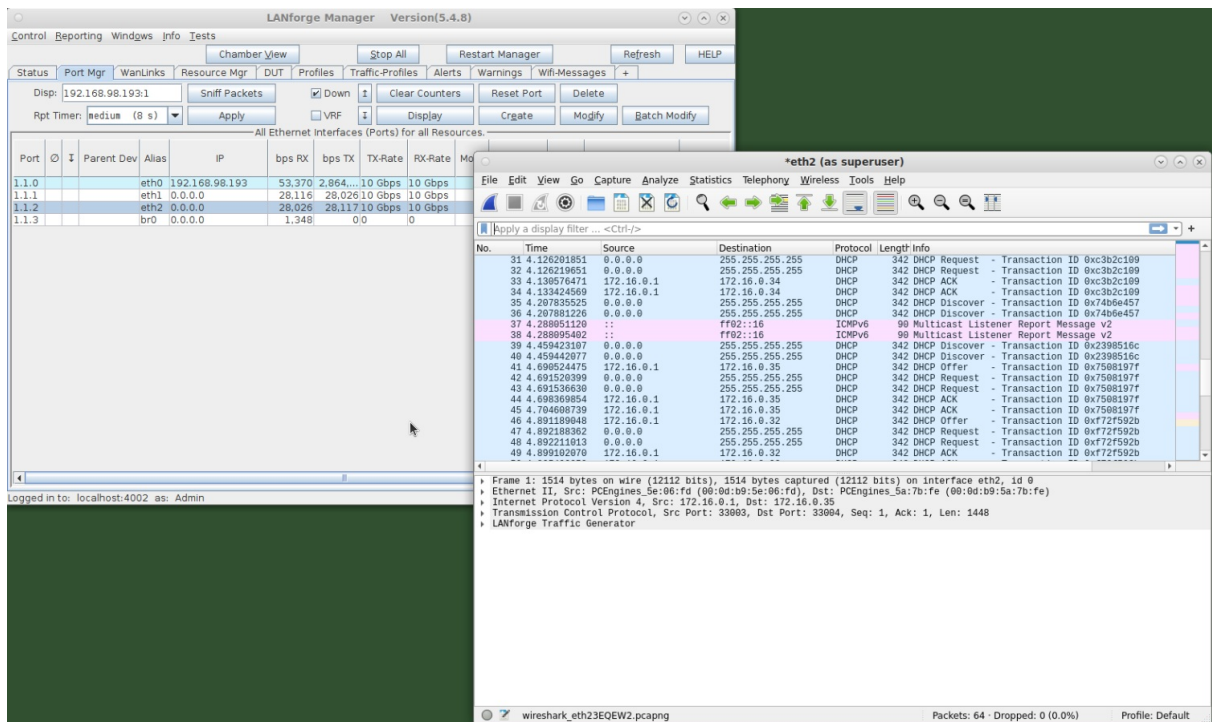 LANforge Manager Version(5.4.8)
Control Reporting Windows Info Tests
Chamber View Stop All Restart Manager Refresh HELP
Status Port Mgr WanLinks Resource Mgr DUT Profiles Traffic-Profiles Alerts Warnings Wifi-Messages +
Disp: 192.168.98.193:1 Sniff Packets Down Clear Counters Reset Port Delete
Rpt Timer: medium (8 s) Apply VRF Display Create Modify Batch Modify
All Ethernet Interfaces (Ports) for all Resources.
Port Parent Dev Alias IP bps RX bps TX TX-Rate RX-Rate Mo
1.1.0 eth0 192.168.98.193 53,370 2,864,... 10 Gbps 10 Gbps
1.1.1 eth1 0.0.0.0 28,116 28,026 10 Gbps 10 Gbps
1.1.2 eth2 0.0.0.0 28,026 28,117 10 Gbps 10 Gbps
1.1.3 br0 0.0.0.0 1,348 0 0 0
Logged in to: localhost:4002 as: Admin
*eth2 (as superuser)
File Edit View Go Capture Analyze Statistics Telephony Wireless Tools Help
Apply a display filter ... <Ctrl-/>
No. Time Source Destination Protocol Length Info
31 4.126201851 0.0.0.0 255.255.255.255 DHCP 342 DHCP Request - Transaction ID 0xc3b2c109
32 4.126219651 0.0.0.0 255.255.255.255 DHCP 342 DHCP Request - Transaction ID 0xc3b2c109
33 4.130576471 172.16.0.1 172.16.0.34 DHCP 342 DHCP ACK - Transaction ID 0xc3b2c109
34 4.133424569 172.16.0.1 172.16.0.34 DHCP 342 DHCP ACK - Transaction ID 0xc3b2c109
35 4.207835525 0.0.0.0 255.255.255.255 DHCP 342 DHCP Discover - Transaction ID 0x74b6e457
36 4.207881226 0.0.0.0 255.255.255.255 DHCP 342 DHCP Discover - Transaction ID 0x74b6e457
37 4.288051120 :: ff02::16 ICMPv6 90 Multicast Listener Report Message v2
38 4.288095402 :: ff02::16 ICMPv6 90 Multicast Listener Report Message v2
39 4.459423107 0.0.0.0 255.255.255.255 DHCP 342 DHCP Discover - Transaction ID 0x2398516c
40 4.459442077 0.0.0.0 255.255.255.255 DHCP 342 DHCP Discover - Transaction ID 0x2398516c
41 4.690524475 172.16.0.1 172.16.0.35 DHCP 342 DHCP Offer - Transaction ID 0x7508197f
42 4.691520399 0.0.0.0 255.255.255.255 DHCP 342 DHCP Request - Transaction ID 0x7508197f
43 4.691536630 0.0.0.0 255.255.255.255 DHCP 342 DHCP Request - Transaction ID 0x7508197f
44 4.698369854 172.16.0.1 172.16.0.35 DHCP 342 DHCP ACK - Transaction ID 0x7508197f
45 4.704608739 172.16.0.1 172.16.0.35 DHCP 342 DHCP ACK - Transaction ID 0x7508197f
46 4.891189048 172.16.0.1 172.16.0.32 DHCP 342 DHCP Offer - Transaction ID 0xf72f592b
47 4.892188362 0.0.0.0 255.255.255.255 DHCP 342 DHCP Request - Transaction ID 0xf72f592b
48 4.892211013 0.0.0.0 255.255.255.255 DHCP 342 DHCP Request - Transaction ID 0xf72f592b
49 4.899102070 172.16.0.1 172.16.0.32 DHCP 342 DHCP ACK - Transaction ID 0xf72f592b
Frame 1: 1514 bytes on wire (12112 bits), 1514 bytes captured (12112 bits) on interface eth2, id 0
Ethernet II, Src: PCEngines_5e:06:fd (00:0d:b9:5e:06:fd), Dst: PCEngines_5a:7b:fe (00:0d:b9:5a:7b:fe)
Internet Protocol Version 4, Src: 172.16.0.1, Dst: 172.16.0.35
Transmission Control Protocol, Src Port: 33003, Dst Port: 33004, Seq: 1, Ack: 1, Len: 1448
LANforge Traffic Generator
wireshark_eth23EQEW2.pcapng Packets: 64 · Dropped: 0 (0.0%) Profile: Default